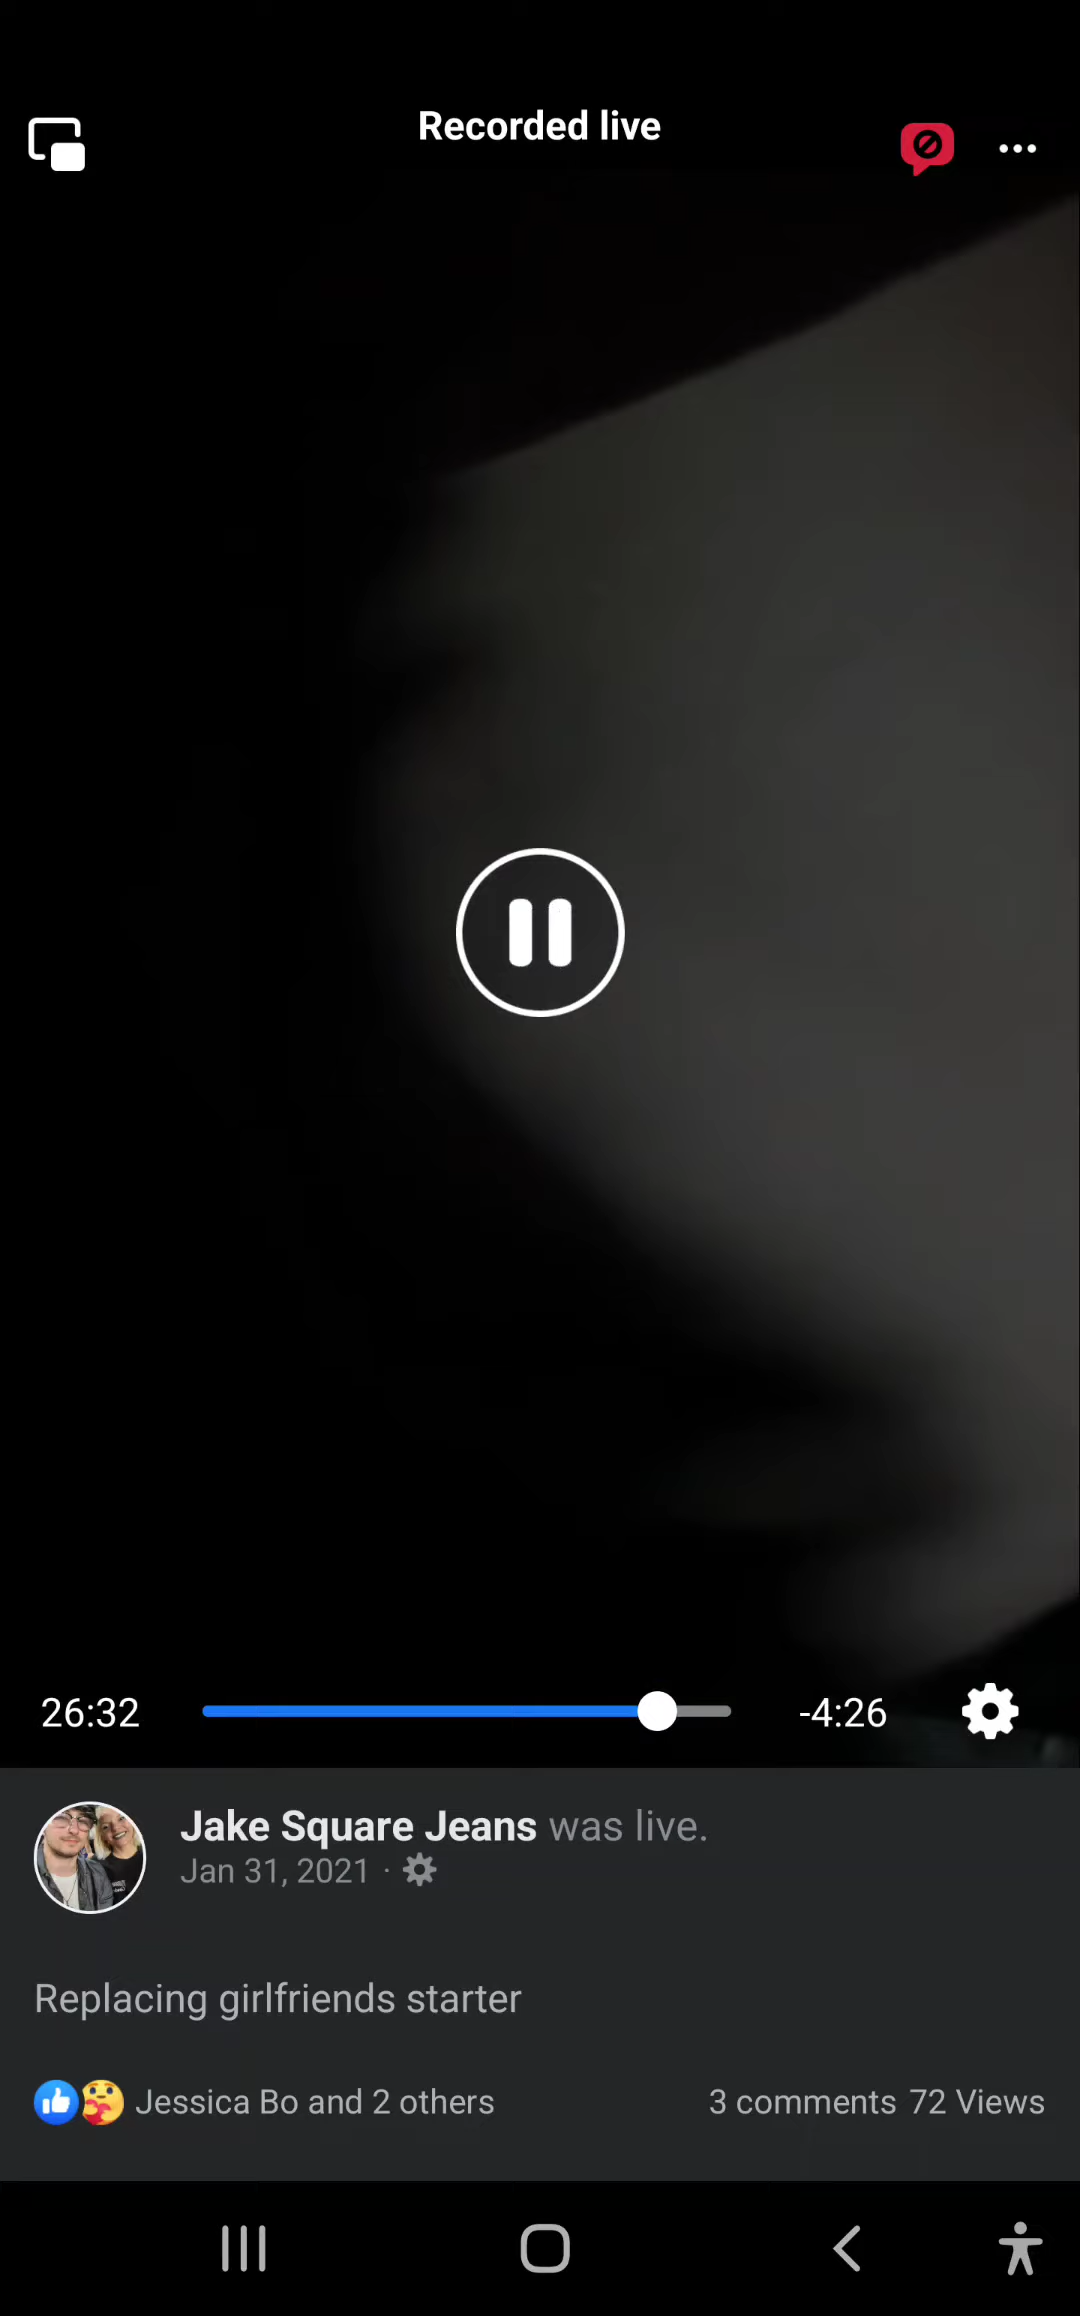 Recorded live
26:32
-4:26
Jake Square Jeans was live.
Jan 31, 2021 ·
Replacing girlfriends starter
Jessica Bo and 2 others
3 comments 72 Views